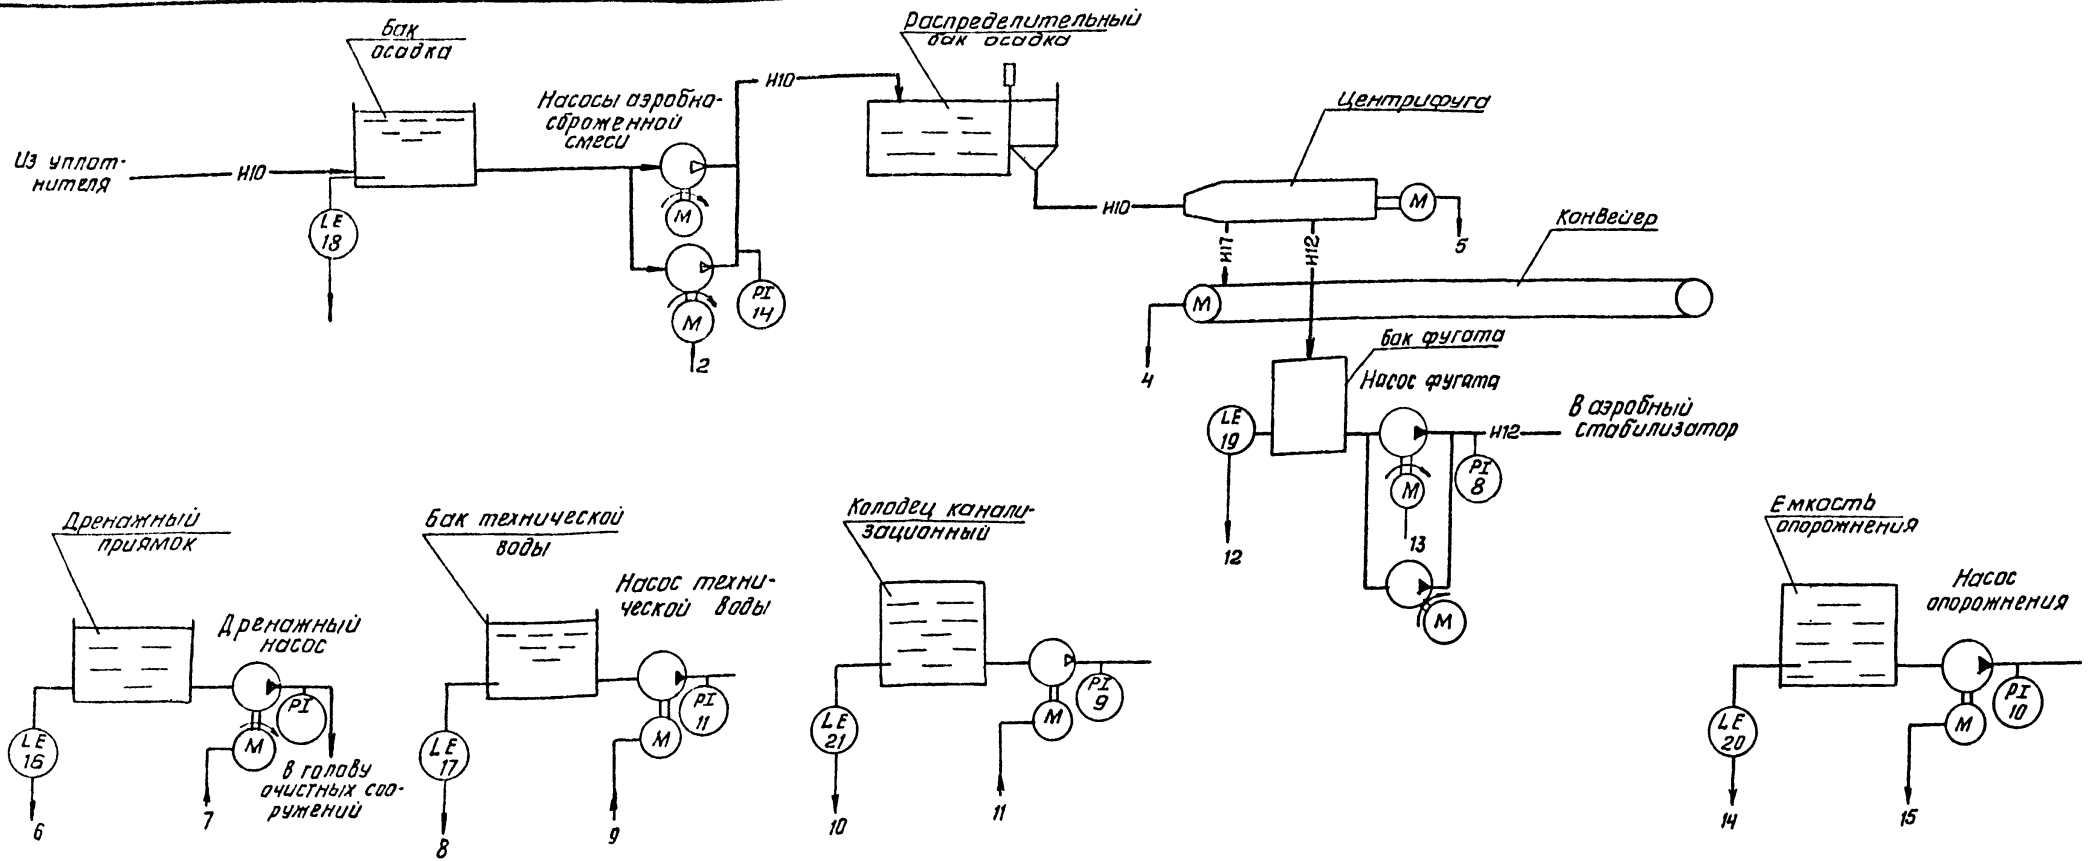 Бак
осадка
Распределительный
бак осадка
Насосы аэробно-
сброженной
смеси
Н10
Центрифуга
Из уплот-
нителя
Н10
LE
18
М
М
PI
14
2
Н10
М
5
Н17
Н12
Конвейер
М
4
Бак фугата
Насос фугата
LE
19
12
Н12
В аэробный
стабилизатор
PI
8
М
13
М
Дренажный
приямок
Дренажный
насос
LE
16
6
М
7
PI
В голову
очистных соо-
ружений
Бак технической
воды
Насос техни-
ческой воды
LE
17
8
М
9
PI
11
Колодец канали-
зационный
LE
21
10
М
11
PI
9
Емкость
опорожнения
Насос
опорожнения
LE
20
14
М
15
PI
10